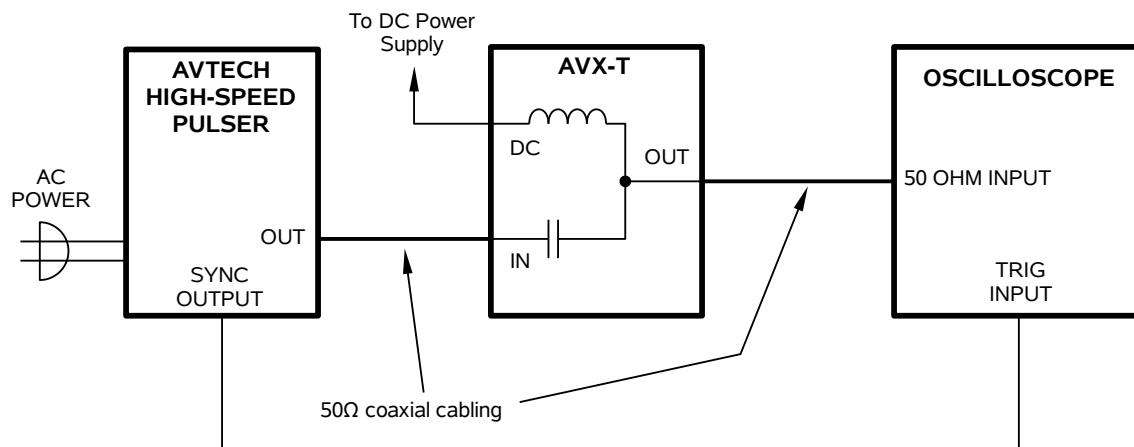 To DC Power
Supply
AVTECH
HIGH-SPEED
PULSER
AVX-T
OSCILLOSCOPE
DC
OUT
50 OHM INPUT
AC
POWER
OUT
IN
SYNC
OUTPUT
TRIG
INPUT
50Ω coaxial cabling